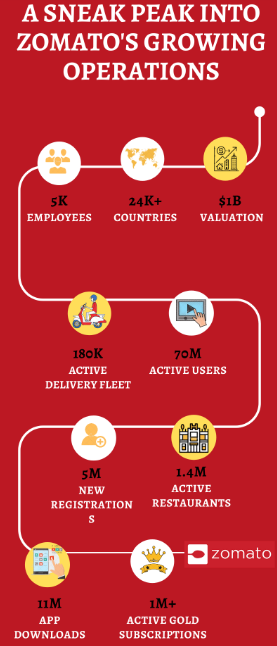 A SNEAK PEAK INTO
ZOMATO'S GROWING
OPERATIONS
5K
EMPLOYEES
24K+
COUNTRIES
$1B
VALUATION
180K
ACTIVE
DELIVERY FLEET
70M
ACTIVE USERS
5M
NEW
REGISTRATION
S
1.4M
ACTIVE
RESTAURANTS
zomato
11M
APP
DOWNLOADS
1M+
ACTIVE GOLD
SUBSCRIPTIONS